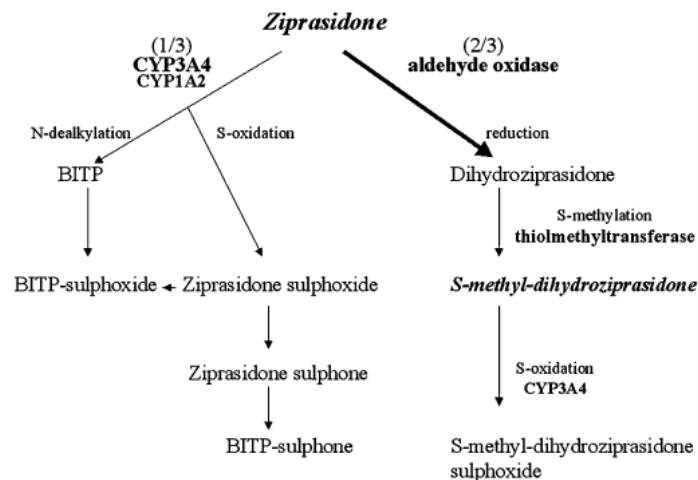 Ziprasidone
(1/3)
CYP3A4
CYP1A2
(2/3)
aldehyde oxidase
N-dealkylation
S-oxidation
reduction
BITP
Dihydroziprasidone
S-methylation
thiolmethyltransferase
BITP-sulphoxide
Ziprasidone sulphoxide
S-methyl-dihydroziprasidone
Ziprasidone sulphone
S-oxidation
CYP3A4
BITP-sulphone
S-methyl-dihydroziprasidone
sulphoxide